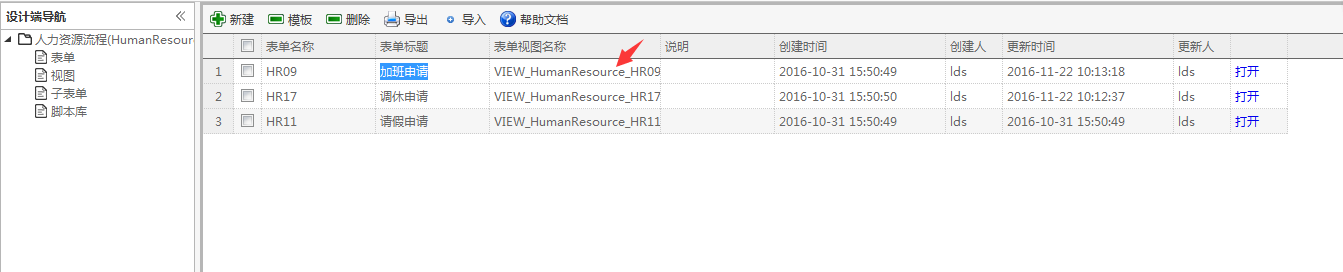 设计端导航
人力资源流程(HumanResour
表单
视图
子表单
脚本库
新建 模板 删除 导出 导入 帮助文档
表单名称 表单标题 表单视图名称 说明 创建时间 创建人 更新时间 更新人
1 HR09 加班申请 VIEW_HumanResource_HR09 2016-10-31 15:50:49 lds 2016-11-22 10:13:18 lds 打开
2 HR17 调休申请 VIEW_HumanResource_HR17 2016-10-31 15:50:50 lds 2016-11-22 10:12:37 lds 打开
3 HR11 请假申请 VIEW_HumanResource_HR11 2016-10-31 15:50:49 lds 2016-10-31 15:50:49 lds 打开